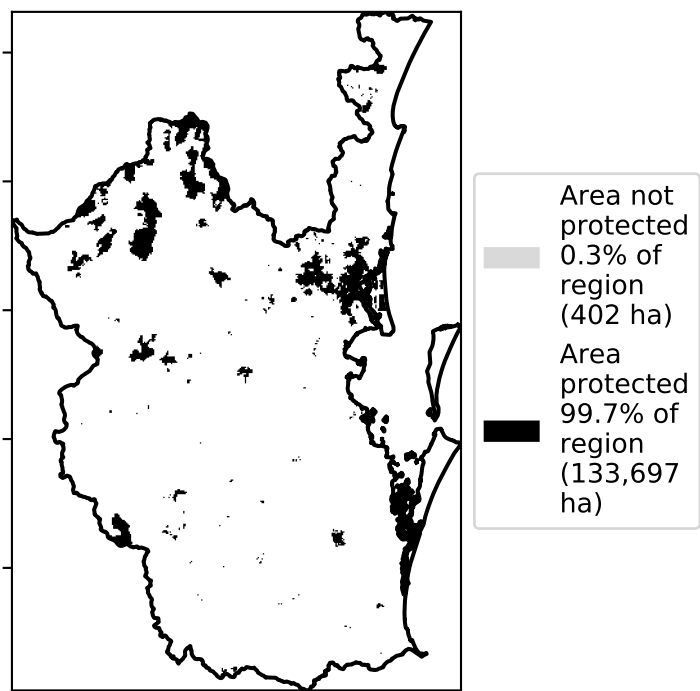 Area not
protected
0.3% of
region
(402 ha)
Area
protected
99.7% of
region
(133,697
ha)